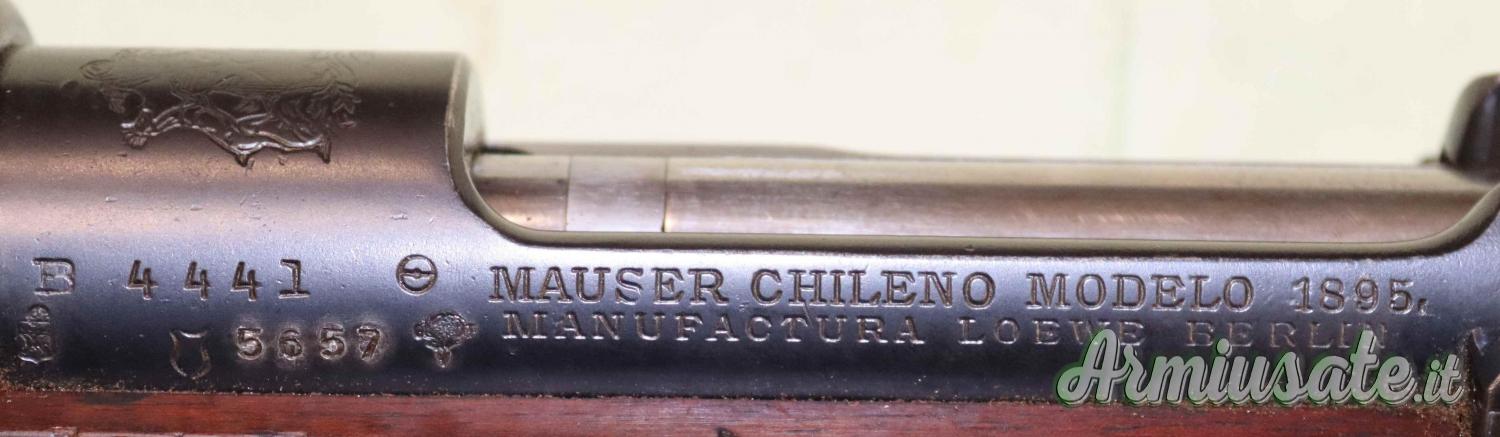 B 4441
MAUSER CHILENO MODELO 1895.
5657
MANUFACTURA LOEWE BERLIN
Armiusate.it